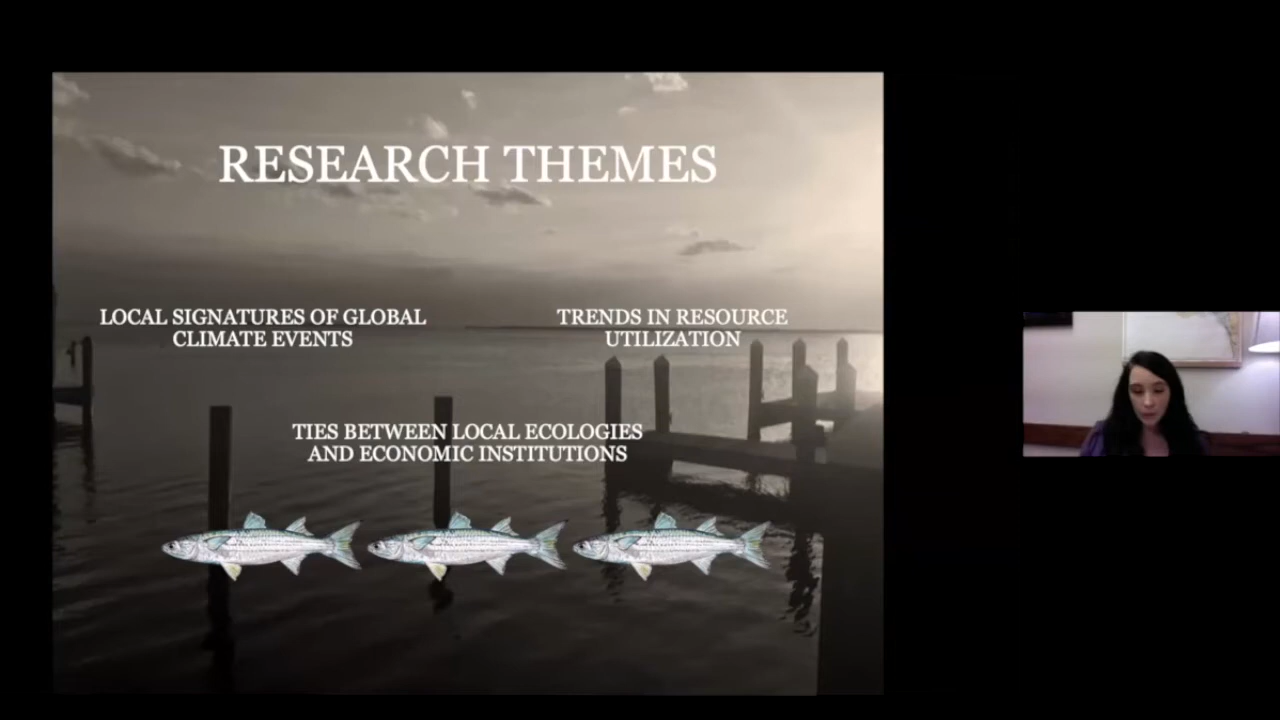 RESEARCH THEMES
LOCAL SIGNATURES OF GLOBAL
CLIMATE EVENTS
TRENDS IN RESOURCE
UTILIZATION
TIES BETWEEN LOCAL ECOLOGIES
AND ECONOMIC INSTITUTIONS